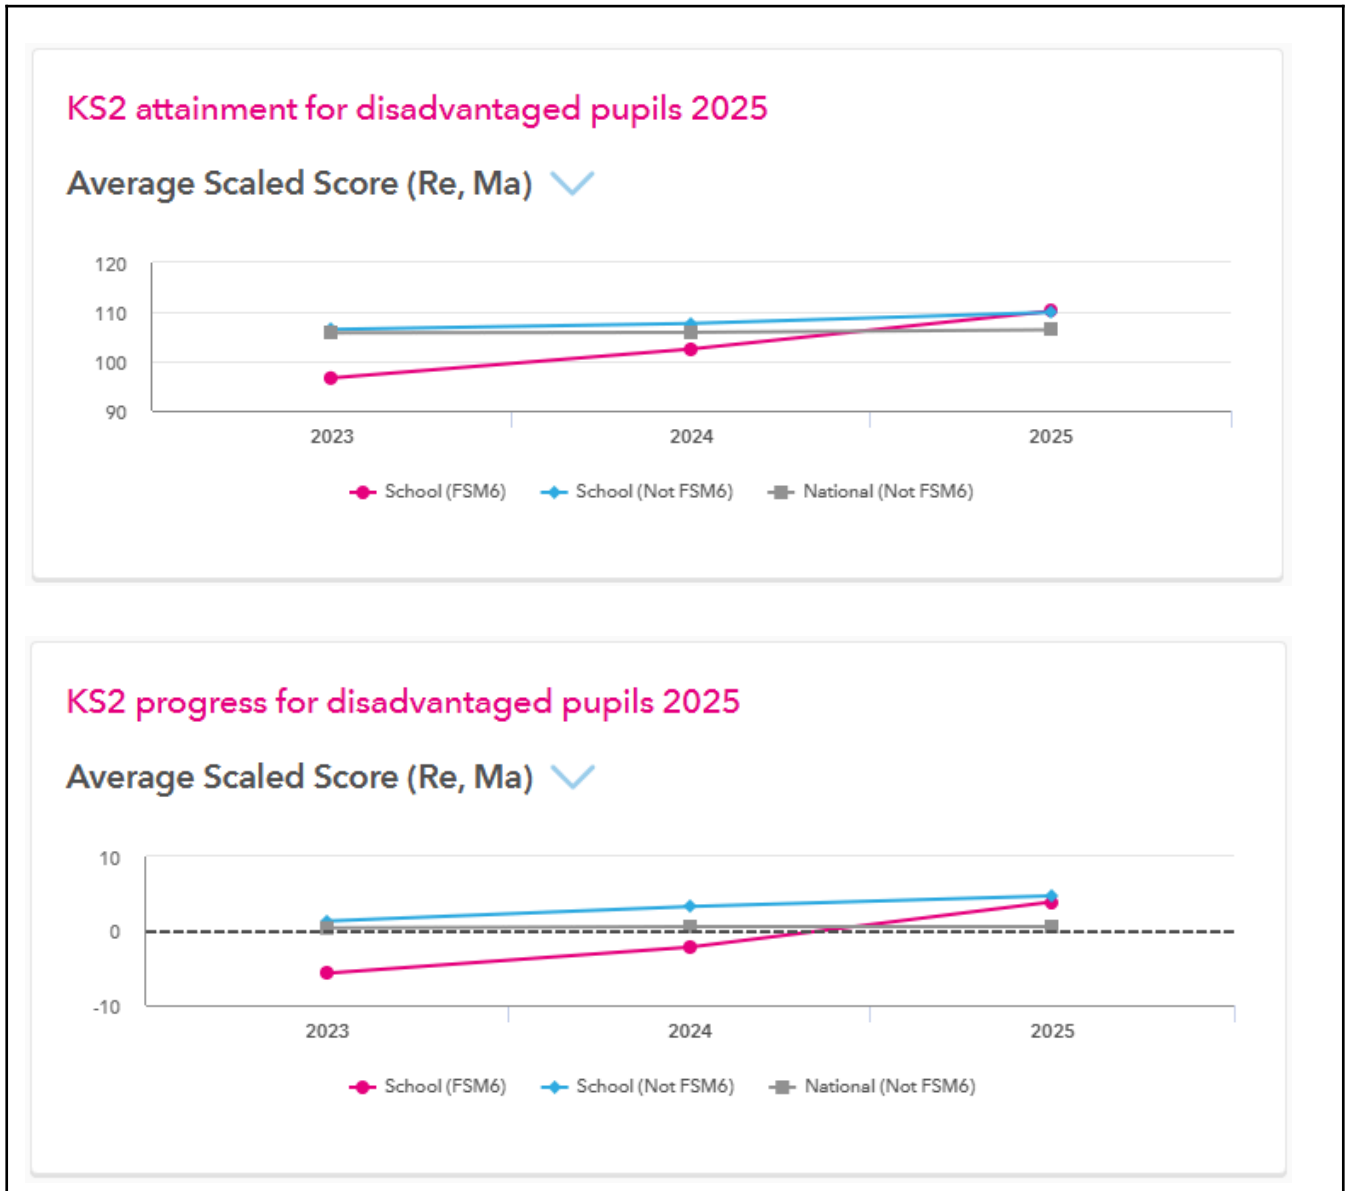 KS2 attainment for disadvantaged pupils 2025
Average Scaled Score (Re, Ma)
120
110
100
90
2023 2024 2025
School (FSM6) School (Not FSM6) National (Not FSM6)
KS2 progress for disadvantaged pupils 2025
Average Scaled Score (Re, Ma)
10
0
-10
2023 2024 2025
School (FSM6) School (Not FSM6) National (Not FSM6)